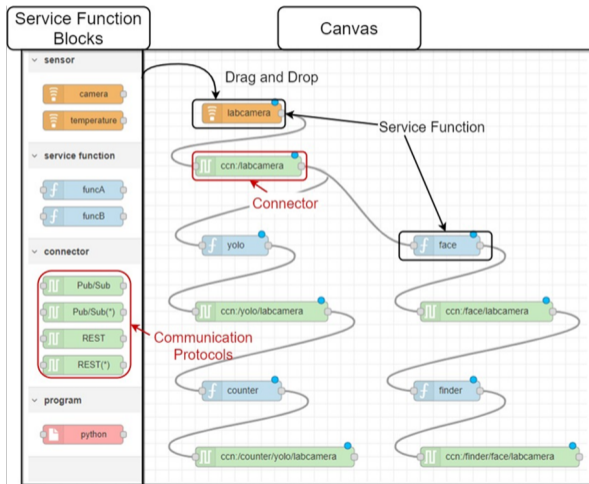 Service Function
Blocks
Canvas
sensor
camera
temperature
service function
funcA
funcB
connector
Pub/Sub
Pub/Sub(*)
REST
REST(*)
program
python
Drag and Drop
labcamera
Service Function
ccn:/labcamera
Connector
yolo
face
ccn:/yolo/labcamera
ccn:/face/labcamera
Communication
Protocols
counter
finder
ccn:/counter/yolo/labcamera
ccn:/finder/face/labcamera